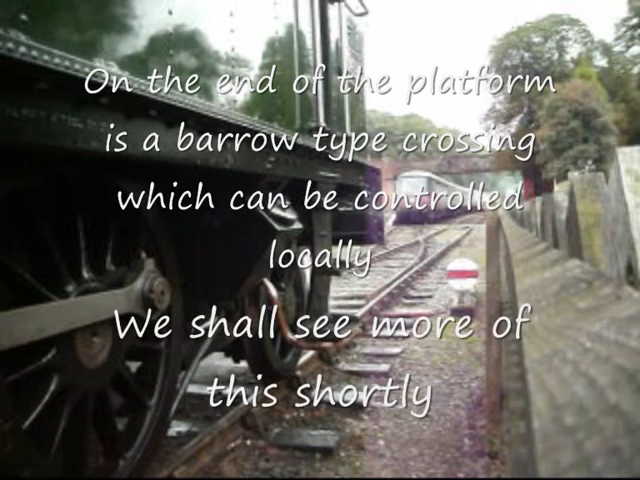 On the end of the platform
is a barrow type crossing
which can be controlled
locally
We shall see more of
this shortly